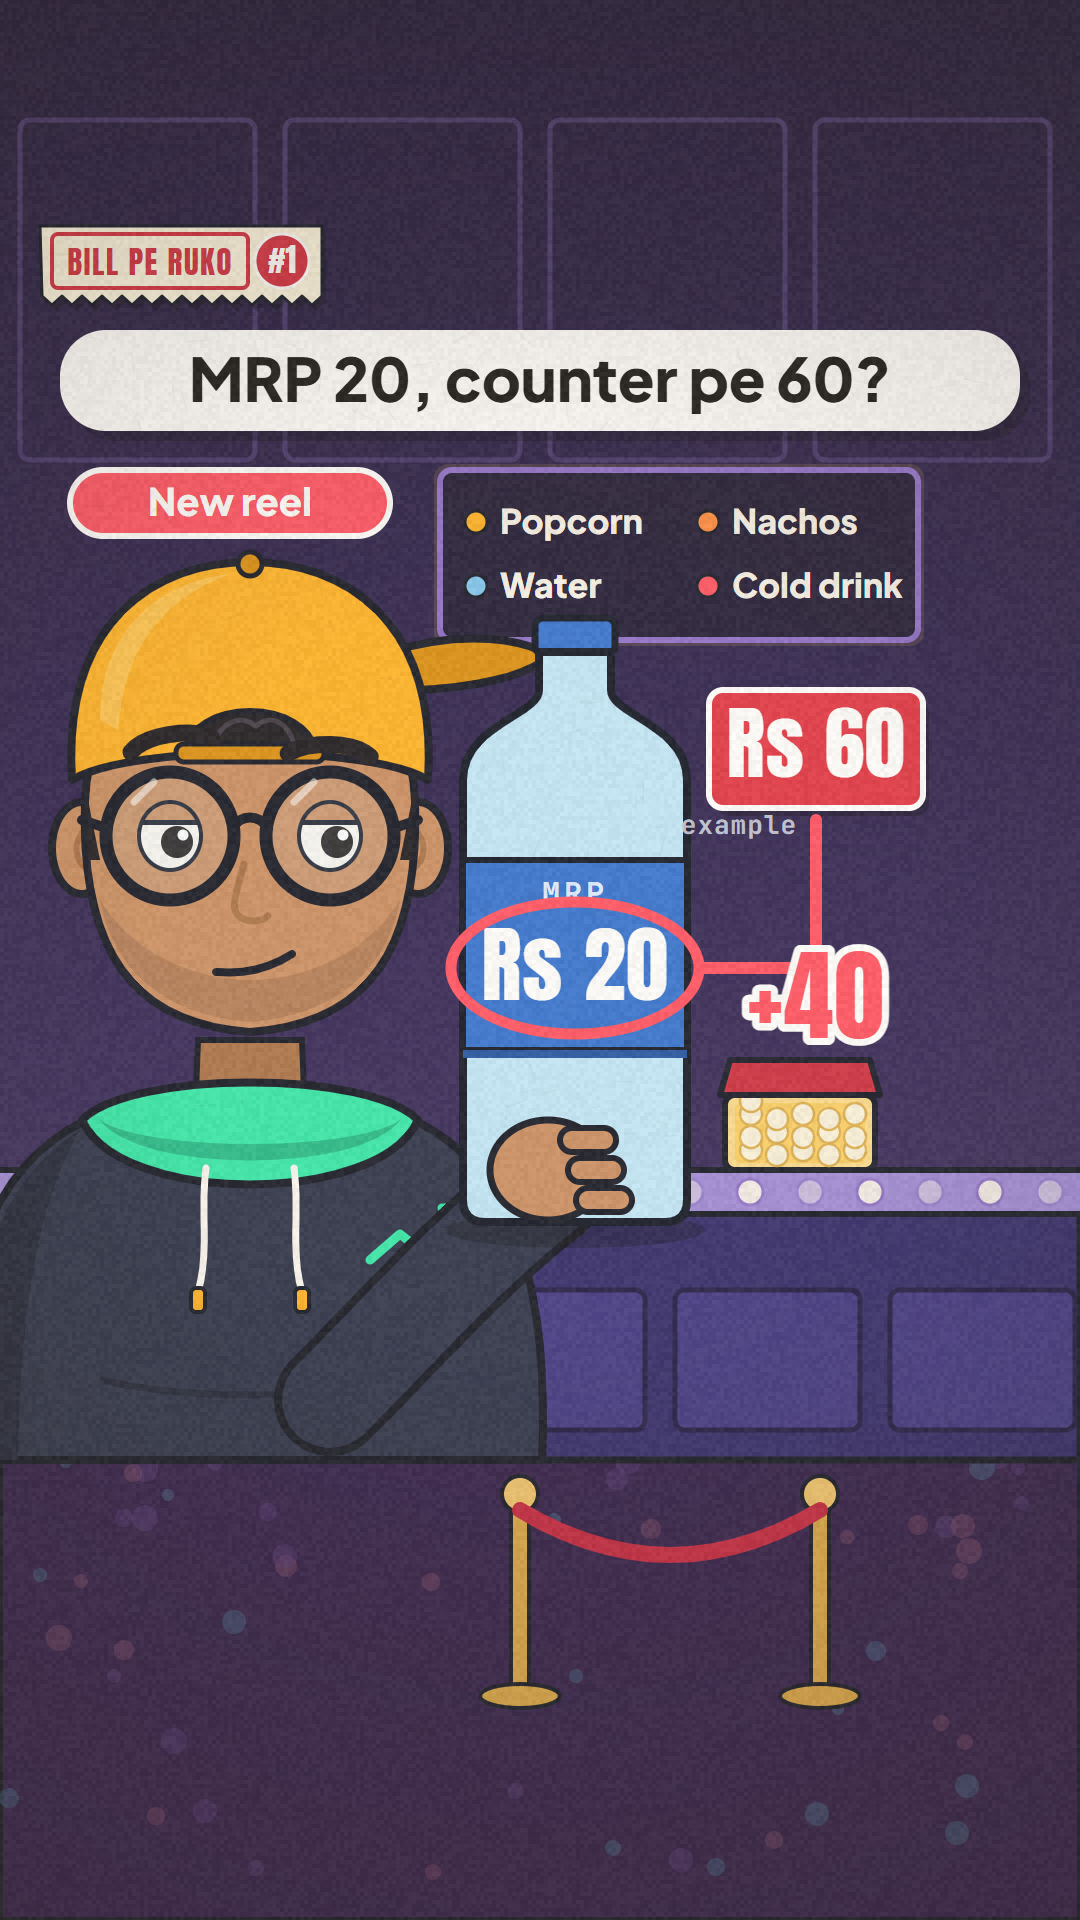 BILL PE RUKO #1
MRP 20, counter pe 60?
New reel
Popcorn
Nachos
Water
Cold drink
Rs 60
example
MRP
Rs 20
+40